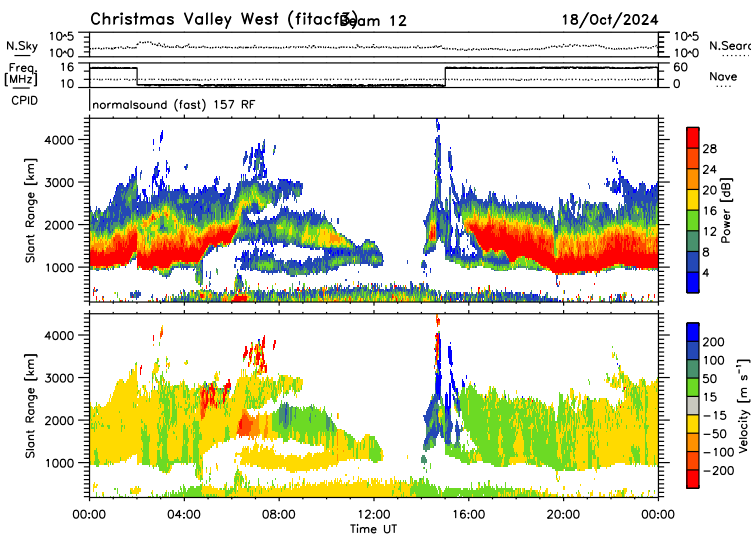 Christmas Valley West (fitacf3) Beam 12 18/Oct/2024
N.Sky 10^5 10^0 10^5 10^0 N.Searc
Freq [MHz] 16 10 60 0 Nave
CPID normalsound (fast) 157 RF
Slant Range [km] 4000 3000 2000 1000
Power [dB] 28 24 20 16 12 8 4
Slant Range [km] 4000 3000 2000 1000
Velocity [m s⁻¹] 200 100 50 15 -15 -50 -100 -200
00:00 04:00 08:00 12:00 16:00 20:00 00:00
Time UT